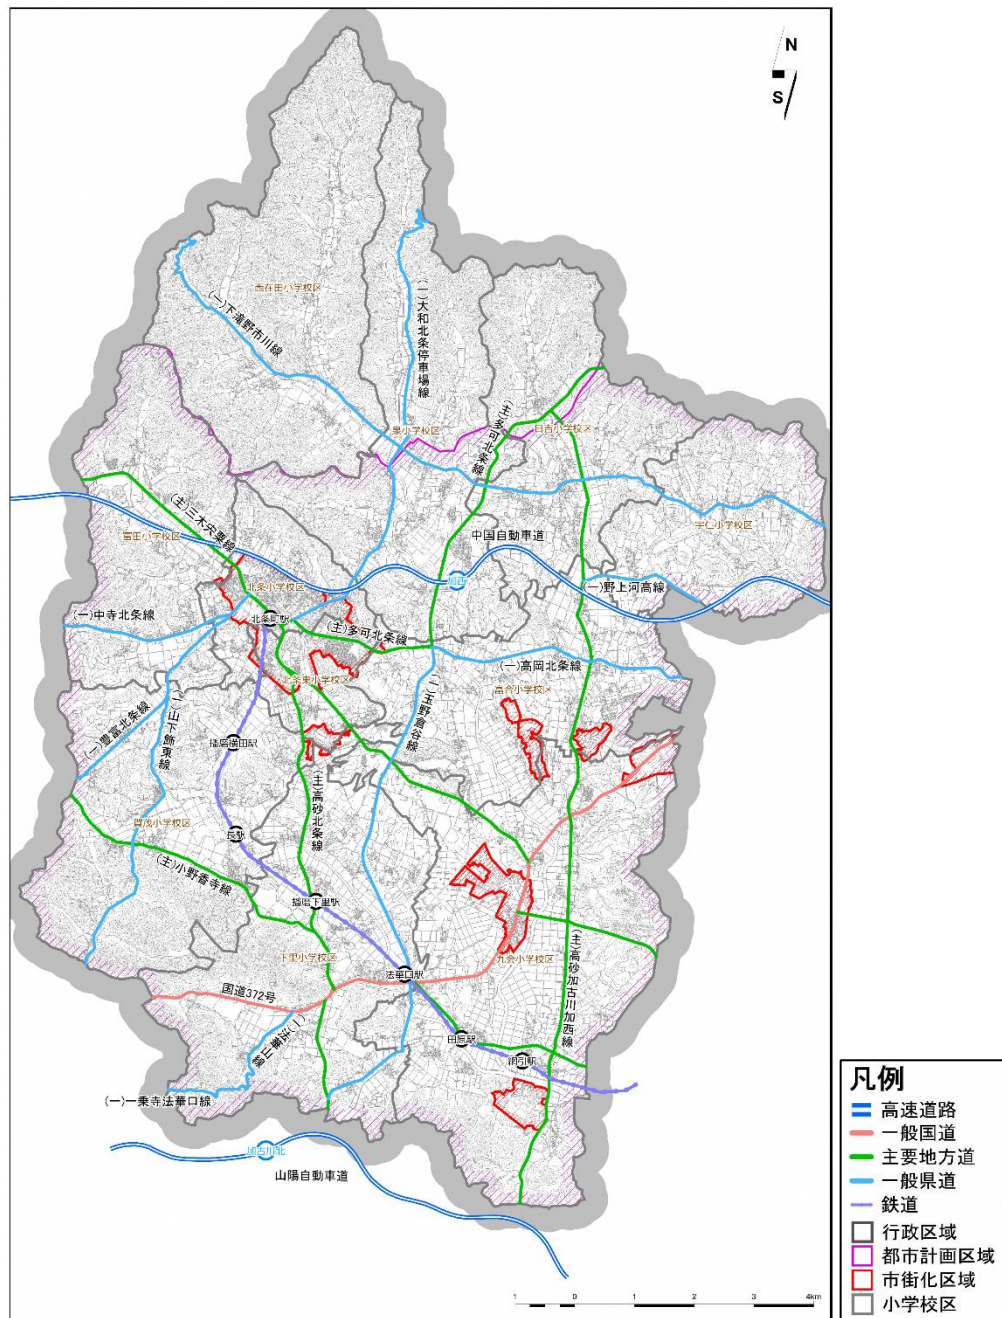 N
S
西在田小学校区
(一)大和北条停車場線
(一)下滝野市川線
泉小学校区
(主)多可北条線
日吉小学校区
(主)三木宍粟線
富田小学校区
中国自動車道
宇仁小学校区
加西
(一)野上河高線
北条小学校区
(一)中寺北条線
北条町駅
(主)多可北条線
(一)高岡北条線
北条東小学校区
富合小学校区
(一)玉野倉谷線
(一)豊富北条線
(一)山下飾東線
播磨横田駅
(主)高砂北条線
賀茂小学校区
長駅
(主)小野香寺線
播磨下里駅
下里小学校区
九会小学校区
(主)高砂加古川加西線
法華口駅
国道372号
(一)法華山線
田原駅
網引駅
(一)一乗寺法華口線
加古川北
山陽自動車道
1 0 1 2 4km
凡例
高速道路
一般国道
主要地方道
一般県道
鉄道
行政区域
都市計画区域
市街化区域
小学校区